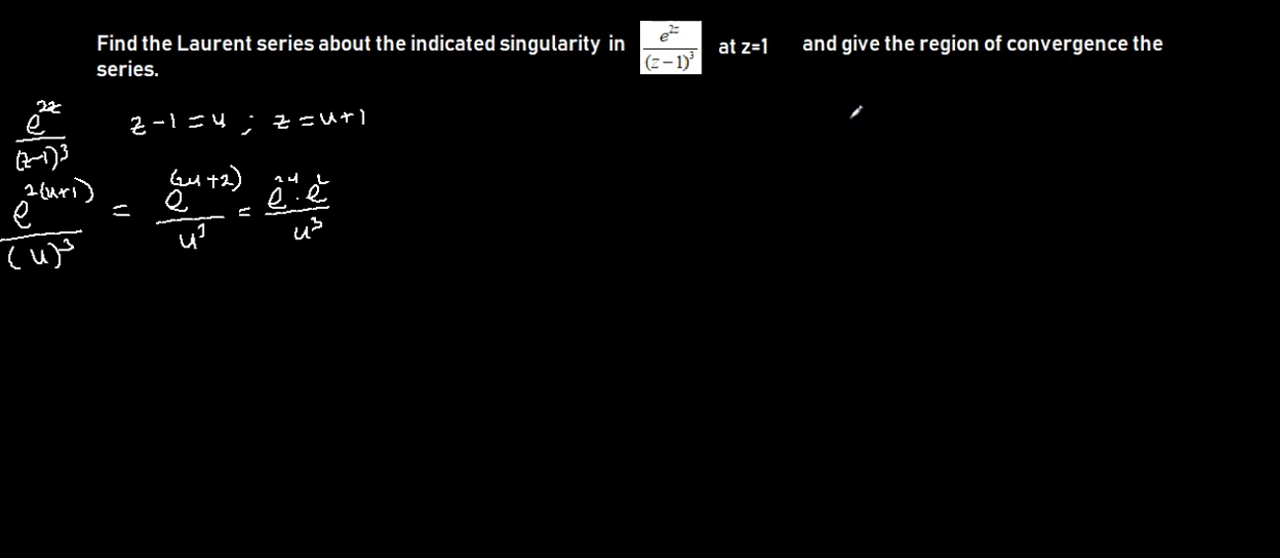 Find the Laurent series about the indicated singularity in e^{2z}/(z-1)^3 at z=1 and give the region of convergence the
series.
e^{2z}/(z-1)^3 z-1=u ; z=u+1
e^{2(u+1)}/(u)^3 = e^{(2u+2)}/u^3 = e^{2u}.e^2/u^3